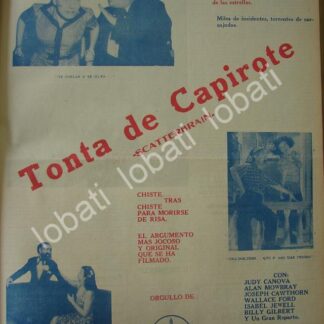 de las estrellas.
Miles de incidentes, torrentes de car-
cajadas.
Tonta de Capirote
"SCATTERBRAIN"
lobati lobati lobati
CHISTE
TRAS
CHISTE
PARA MORIRSE
DE RISA.
EL ARGUMENTO
MAS JOCOSO
Y ORIGINAL
QUE SE HA
FILMADO.
ORGULLO DE
CON:
JUDY CANOVA
ALAN MOWBRAY
JOSEPH CAWTHORN
WALLACE FORD
ISABEL JEWELL
BILLY GILBERT
Y Un Gran Reparto.